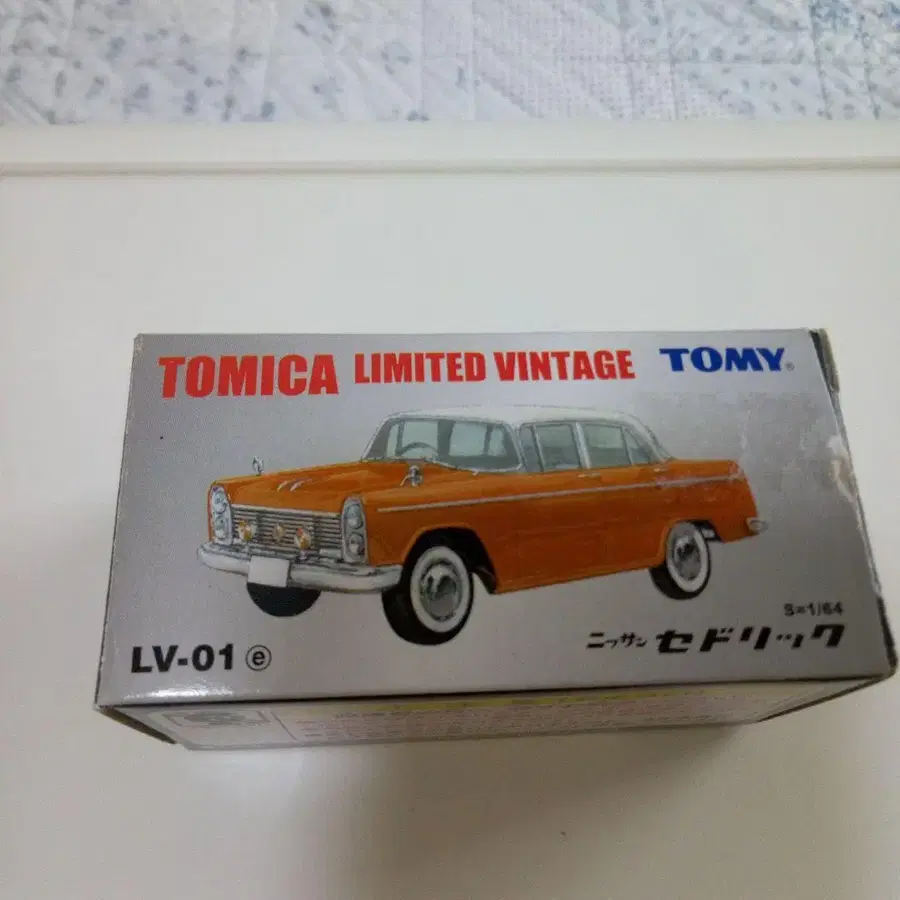 TOMICA LIMITED VINTAGE TOMY®
S=1/64
LV-01 ⓔ ニッサン セドリック